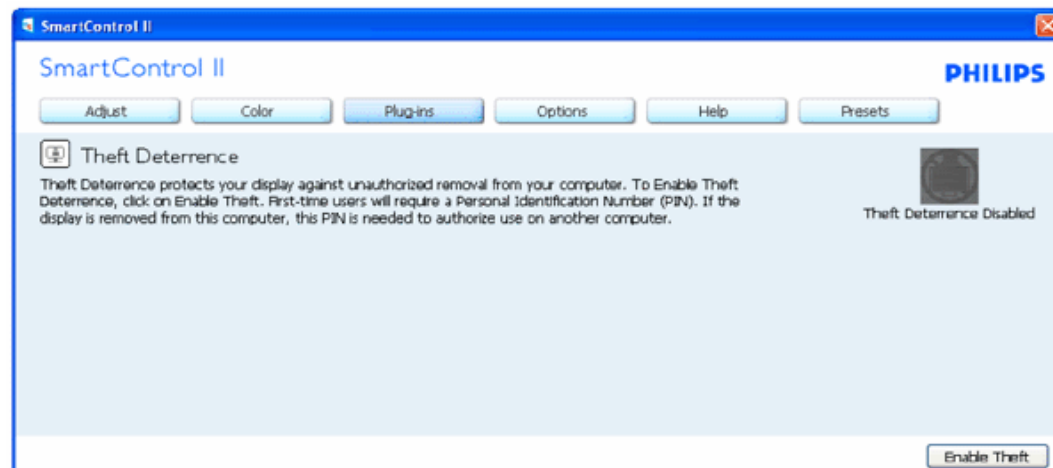 SmartControl II
SmartControl II
PHILIPS
Adjust Color Plug-ins Options Help Presets
Theft Deterrence
Theft Deterrence protects your display against unauthorized removal from your computer. To Enable Theft
Deterrence, click on Enable Theft. First-time users will require a Personal Identification Number (PIN). If the
display is removed from this computer, this PIN is needed to authorize use on another computer.
Theft Deterrence Disabled
Enable Theft